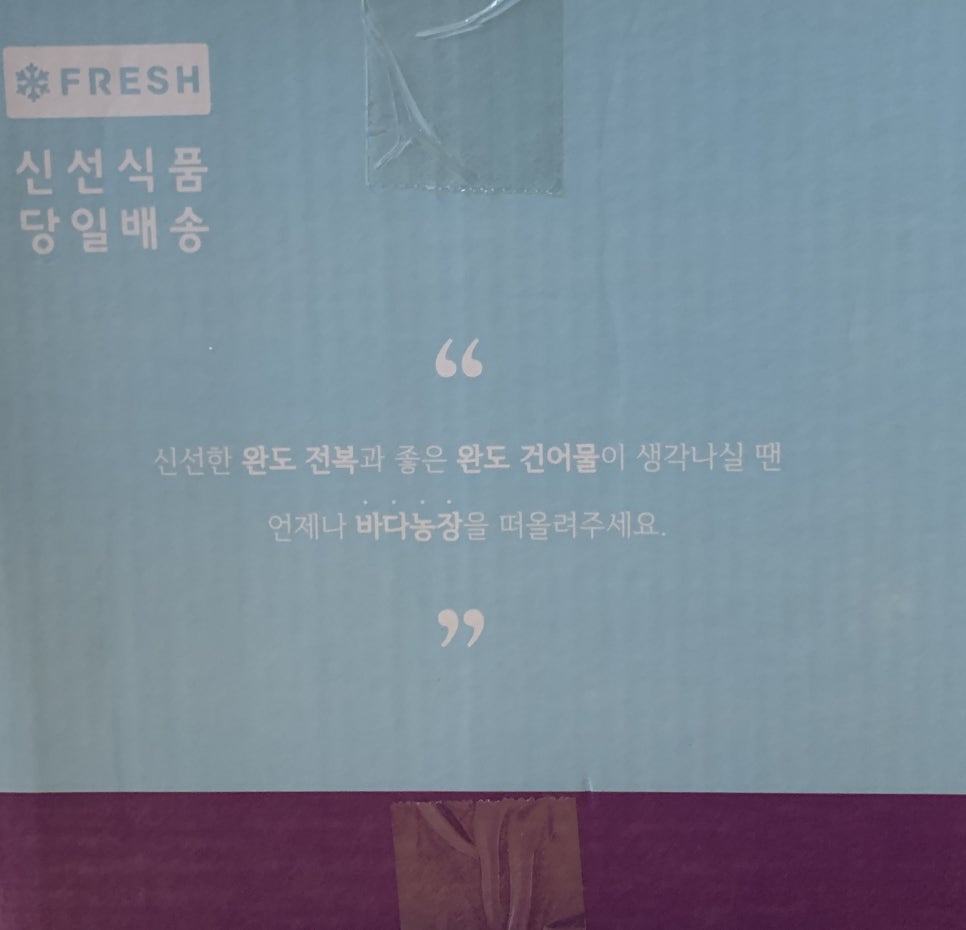 FRESH
신선식품
당일배송
“
신선한 완도 전복과 좋은 완도 건어물이 생각나실 땐
언제나 바다농장을 떠올려주세요.
”